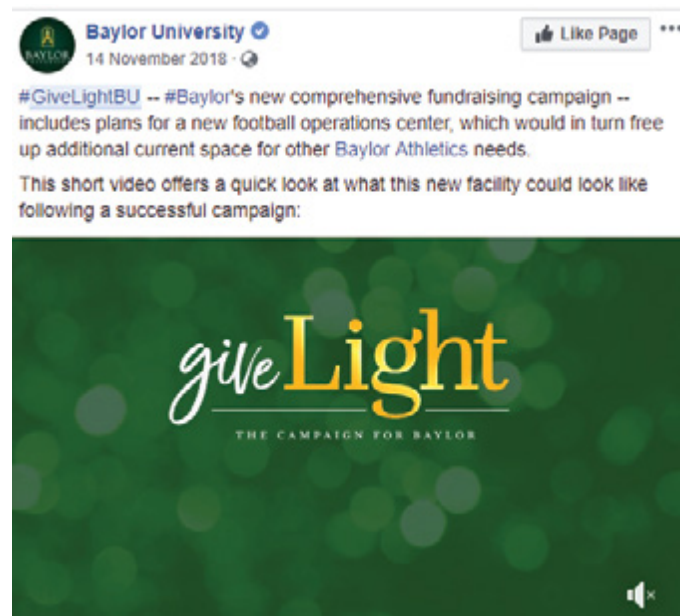 Baylor University
Like Page
14 November 2018
BAYLOR
#GiveLightBU -- #Baylor's new comprehensive fundraising campaign --
includes plans for a new football operations center, which would in turn free
up additional current space for other Baylor Athletics needs.
This short video offers a quick look at what this new facility could look like
following a successful campaign:
give Light
THE CAMPAIGN FOR BAYLOR